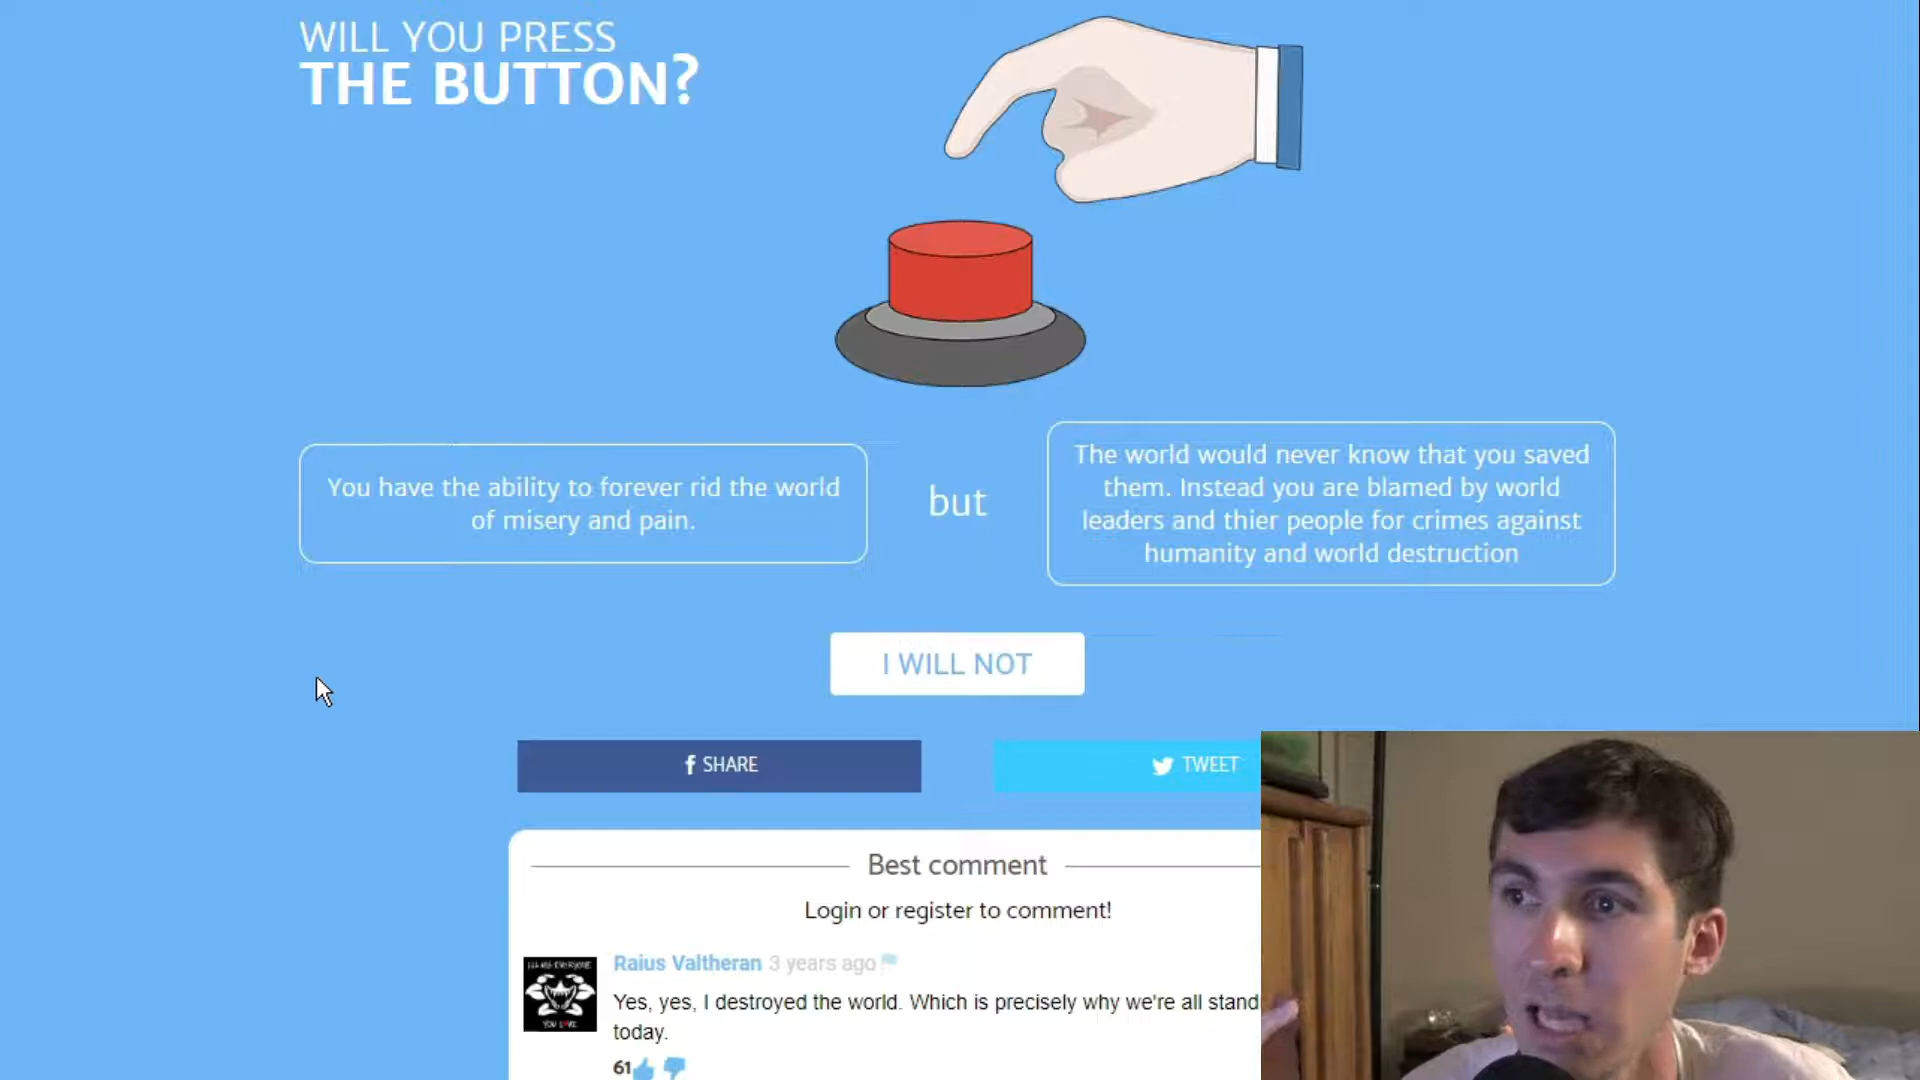 WILL YOU PRESS
THE BUTTON?
You have the ability to forever rid the world
of misery and pain.
but
The world would never know that you saved
them. Instead you are blamed by world
leaders and thier people for crimes against
humanity and world destruction
I WILL NOT
f SHARE
TWEET
Best comment
Login or register to comment!
Raius Valtheran 3 years ago
Yes, yes, I destroyed the world. Which is precisely why we're all stand
today.
61